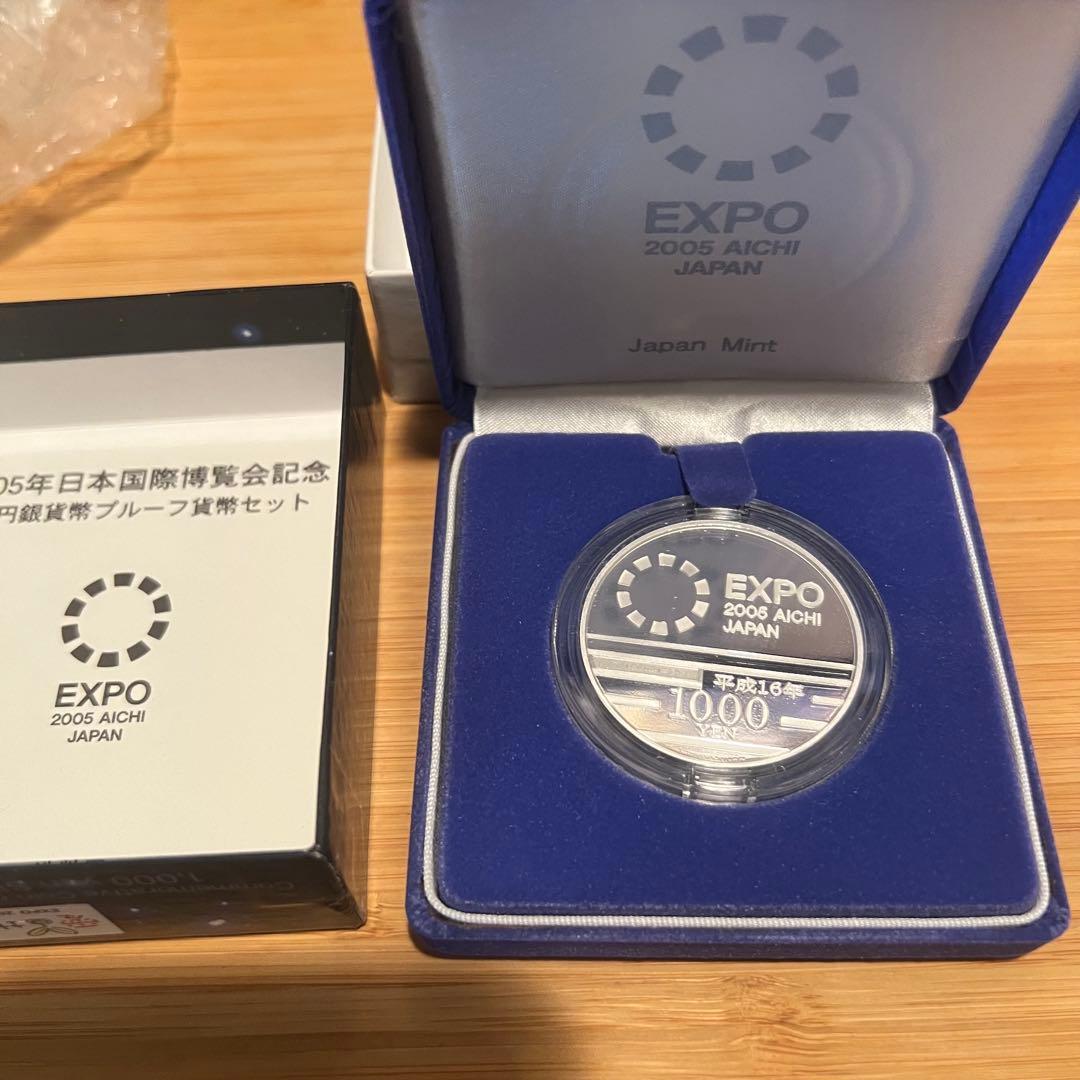 EXPO
2005 AICHI
JAPAN
Japan Mint
05年日本国際博覧会記念
円銀貨幣プルーフ貨幣セット
EXPO
2005 AICHI
JAPAN
EXPO
2005 AICHI
JAPAN
平成16年
1000
YEN